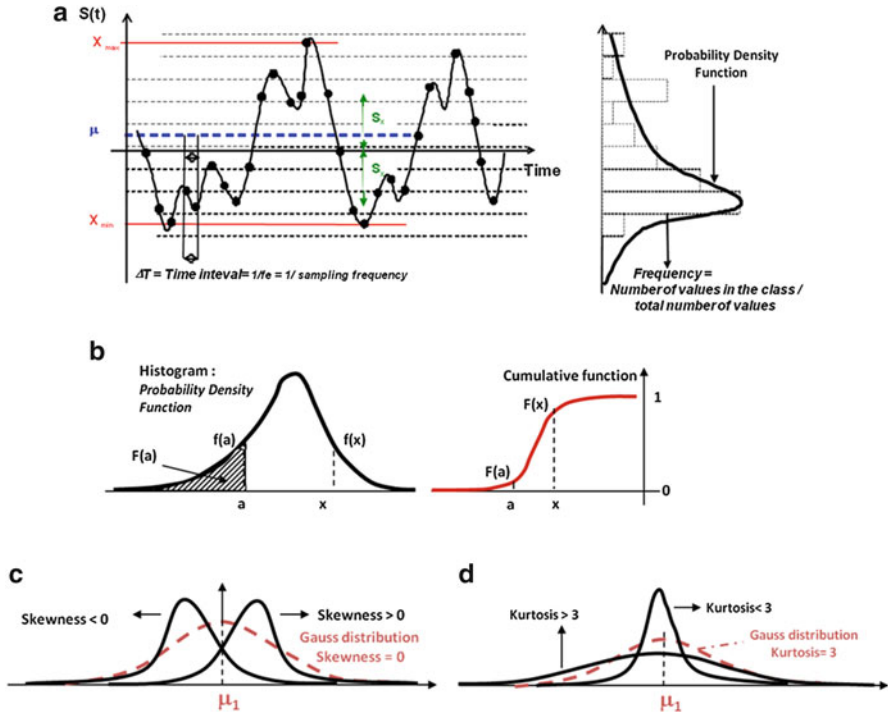 a
S(t)
X max
μ
X min
Sx
Sx
Time
ΔT = Time inteval= 1/fe = 1/ sampling frequency
Probability Density
Function
Frequency =
Number of values in the class /
total number of values
b
Histogram :
Probability Density
Function
F(a)
f(a)
f(x)
a
x
Cumulative function
F(x)
F(a)
1
0
a
x
c
Skewness < 0
Skewness > 0
Gauss distribution
Skewness = 0
μ1
d
Kurtosis > 3
Kurtosis< 3
Gauss distribution
Kurtosis= 3
μ1